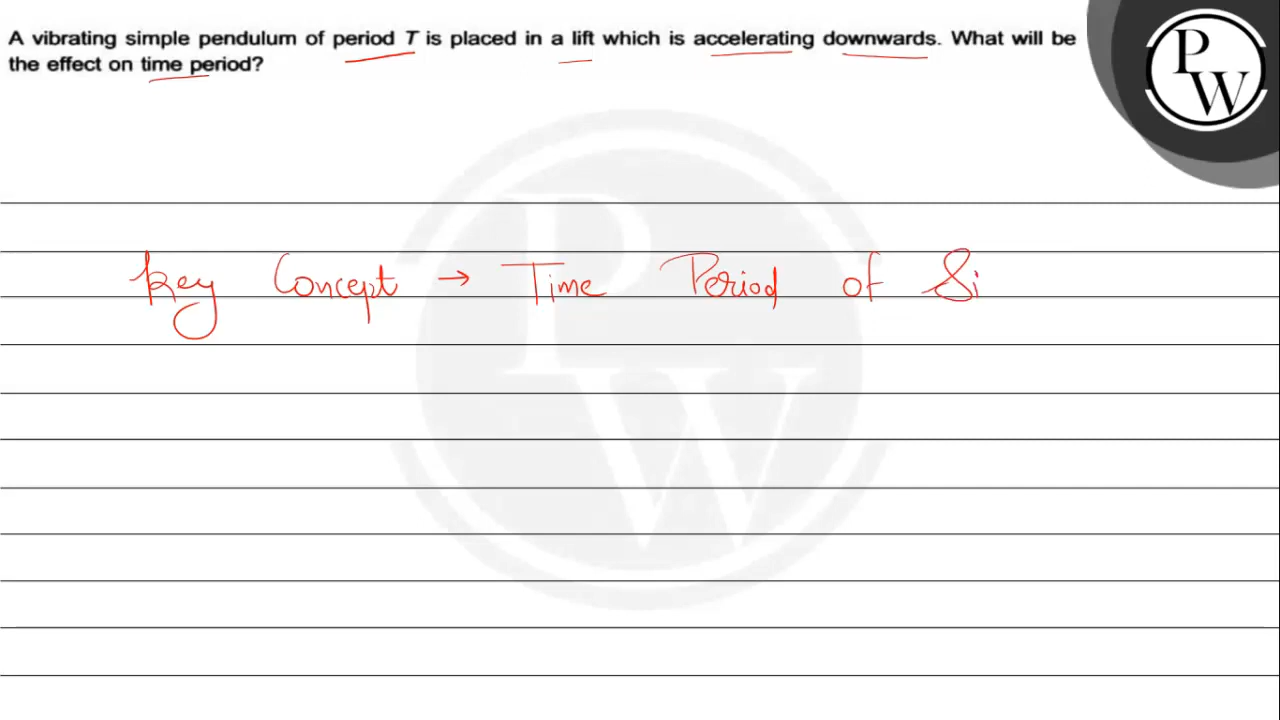 A vibrating simple pendulum of period T is placed in a lift which is accelerating downwards. What will be
the effect on time period?
P
W
Key Concept → Time Period of Si
P
W